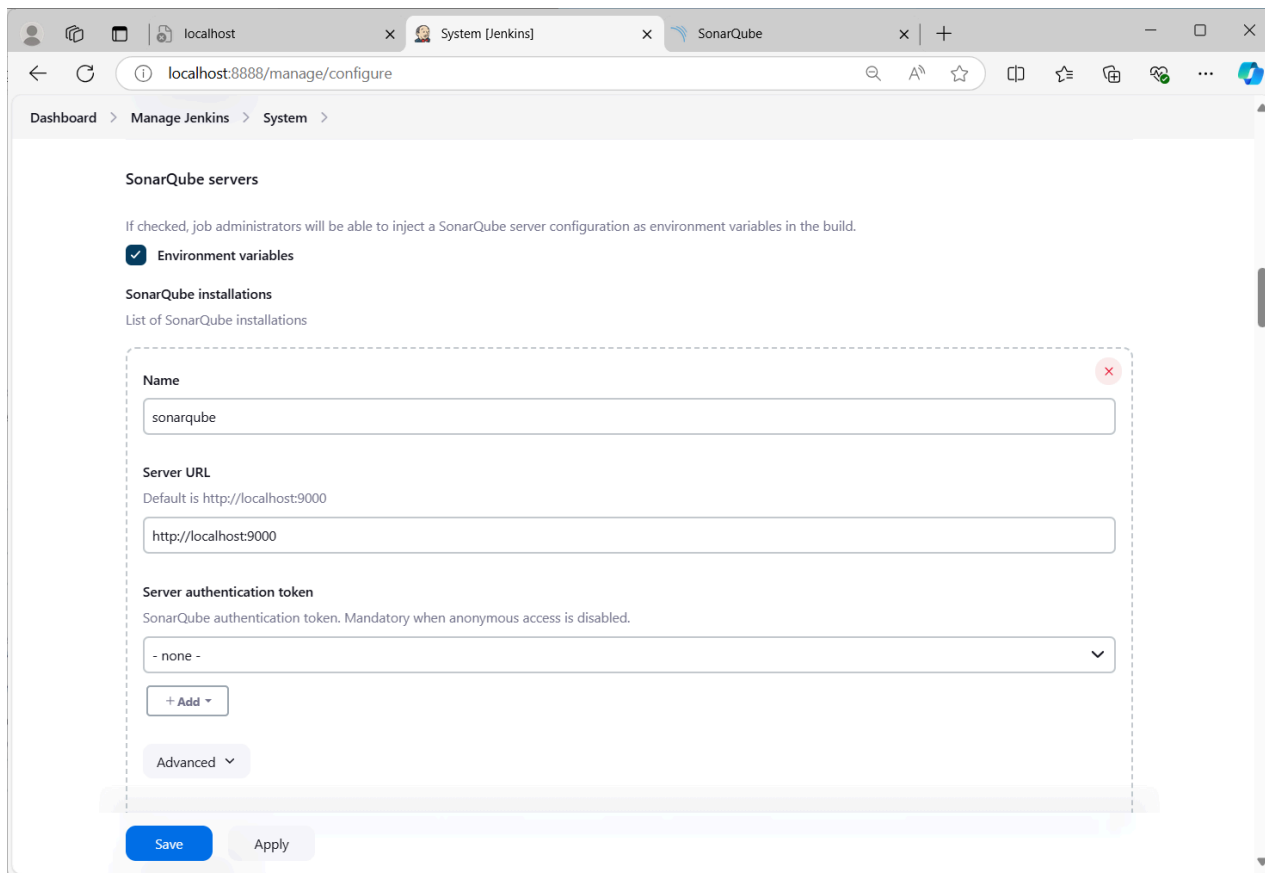 localhost
System [Jenkins]
SonarQube
localhost:8888/manage/configure
Dashboard > Manage Jenkins > System >
SonarQube servers
If checked, job administrators will be able to inject a SonarQube server configuration as environment variables in the build.
Environment variables
SonarQube installations
List of SonarQube installations
Name
sonarqube
Server URL
Default is http://localhost:9000
http://localhost:9000
Server authentication token
SonarQube authentication token. Mandatory when anonymous access is disabled.
- none -
+ Add
Advanced
Save Apply